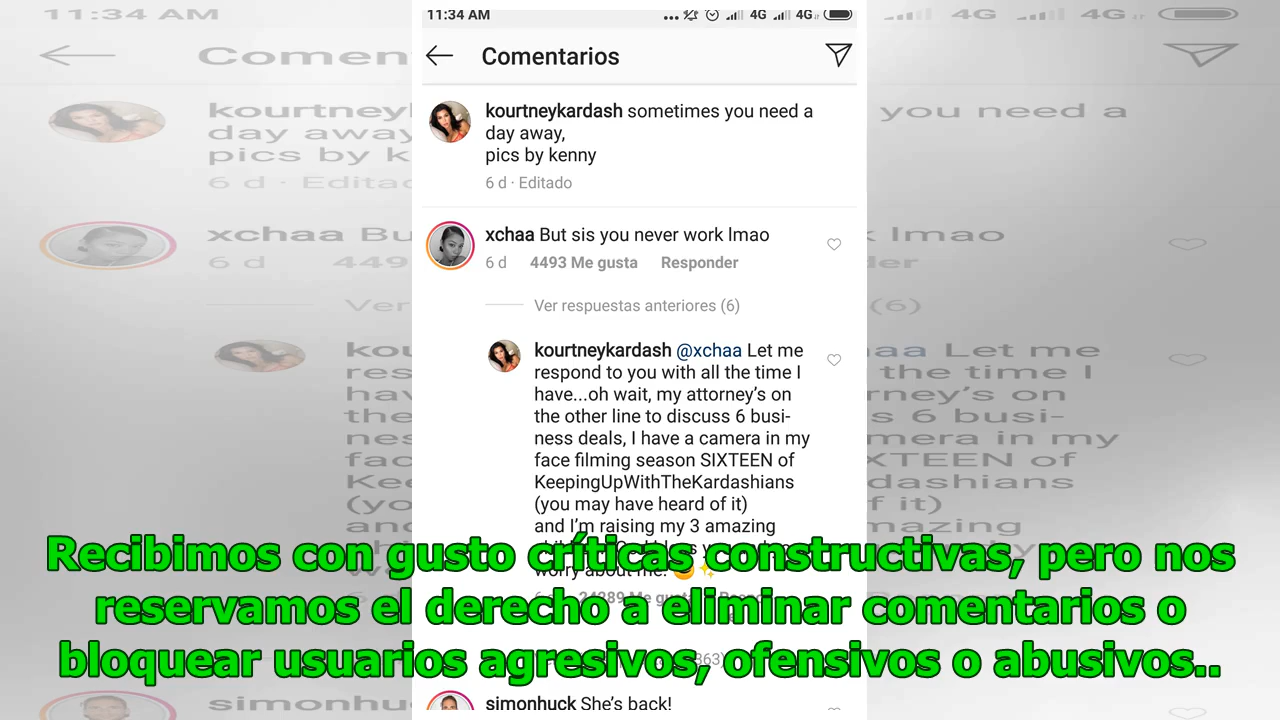 11:34 AM
4G
4G
Comentarios
kourtneykardash sometimes you need a
day away,
pics by kenny
6 d · Editado
xchaa But sis you never work lmao
6 d 4493 Me gusta Responder
Ver respuestas anteriores (6)
kourtneykardash @xchaa Let me
respond to you with all the time I
have...oh wait, my attorney's on
the other line to discuss 6 busi-
ness deals, I have a camera in my
face filming season SIXTEEN of
KeepingUpWithTheKardashians
(you may have heard of it)
and I'm raising my 3 amazing
worry about me!
Recibimos con gusto críticas constructivas, pero nos
reservamos el derecho a eliminar comentarios o
bloquear usuarios agresivos, ofensivos o abusivos..
simonhuck She's back!